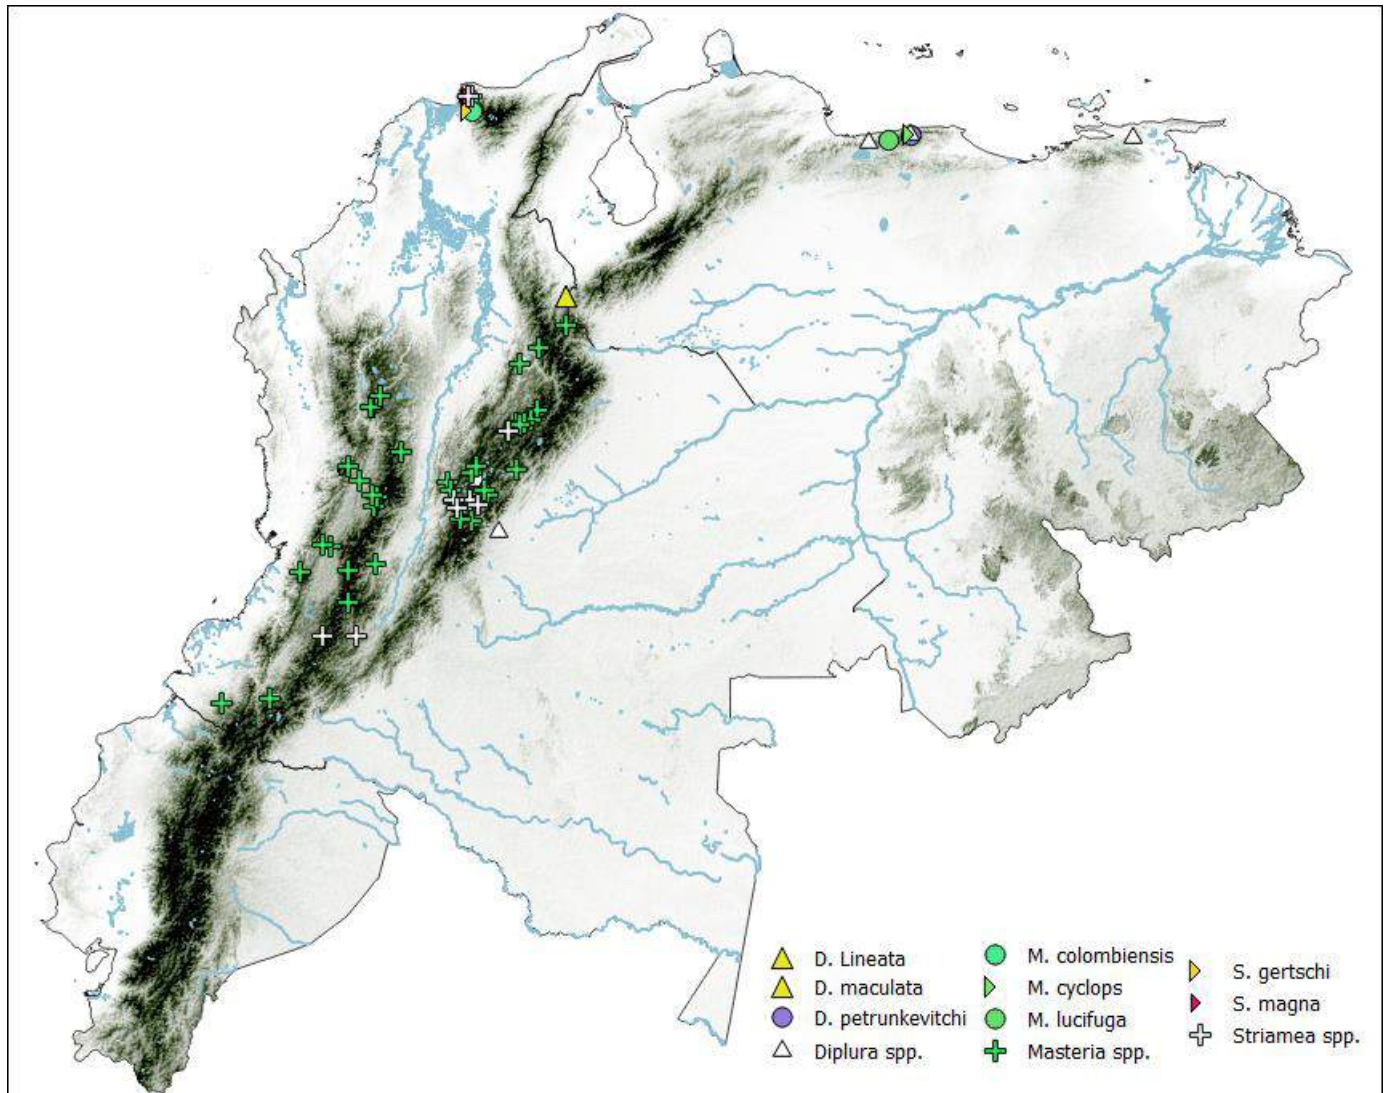 D. Lineata
D. maculata
D. petrunkevitchi
Diplura spp.
M. colombiensis
M. cyclops
M. lucifuga
Masteria spp.
S. gertschi
S. magna
Striamea spp.